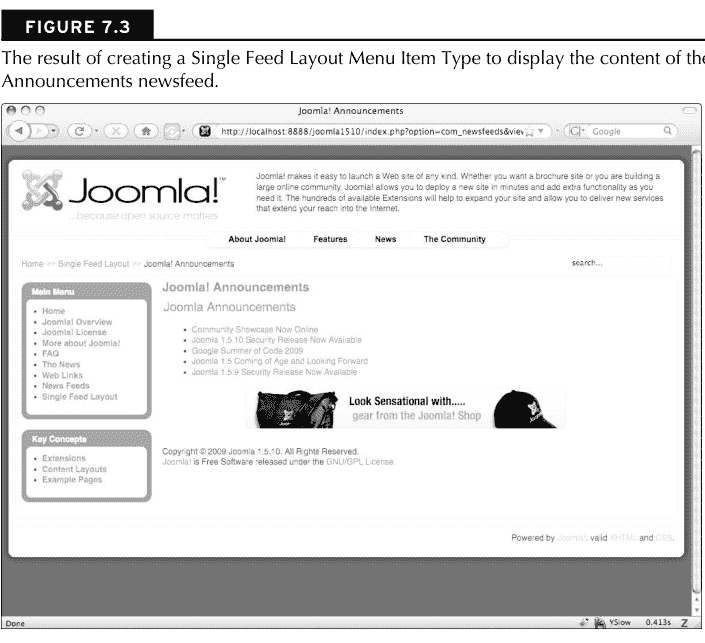 FIGURE 7.3
The result of creating a Single Feed Layout Menu Item Type to display the content of the
Announcements newsfeed.
Joomla! Announcements
http://localhost:8888/joomla1510/index.php?option=com_newsfeeds&view
Google
Joomla!™
...because open source matters
Joomla! makes it easy to launch a Web site of any kind. Whether you want a brochure site or you are building a
large online community, Joomla! allows you to deploy a new site in minutes and add extra functionality as you
need it. The hundreds of available Extensions will help to expand your site and allow you to deliver new services
that extend your reach into the Internet.
About Joomla! Features News The Community
Home >> Single Feed Layout >> Joomla! Announcements
search...
Main Menu
Home
Joomla! Overview
Joomla! License
More about Joomla!
FAQ
The News
Web Links
News Feeds
Single Feed Layout
Key Concepts
Extensions
Content Layouts
Example Pages
Joomla! Announcements
Joomla Announcements
Community Showcase Now Online
Joomla 1.5.10 Security Release Now Available
Google Summer of Code 2009
Joomla 1.5 Coming of Age and Looking Forward
Joomla 1.5.9 Security Release Now Available
Look Sensational with.....
gear from the Joomla! Shop
Copyright © 2009 Joomla 1.5.10. All Rights Reserved.
Joomla! is Free Software released under the GNU/GPL License.
Powered by Joomla!. valid XHTML and CSS.
Done
YSlow 0.413s